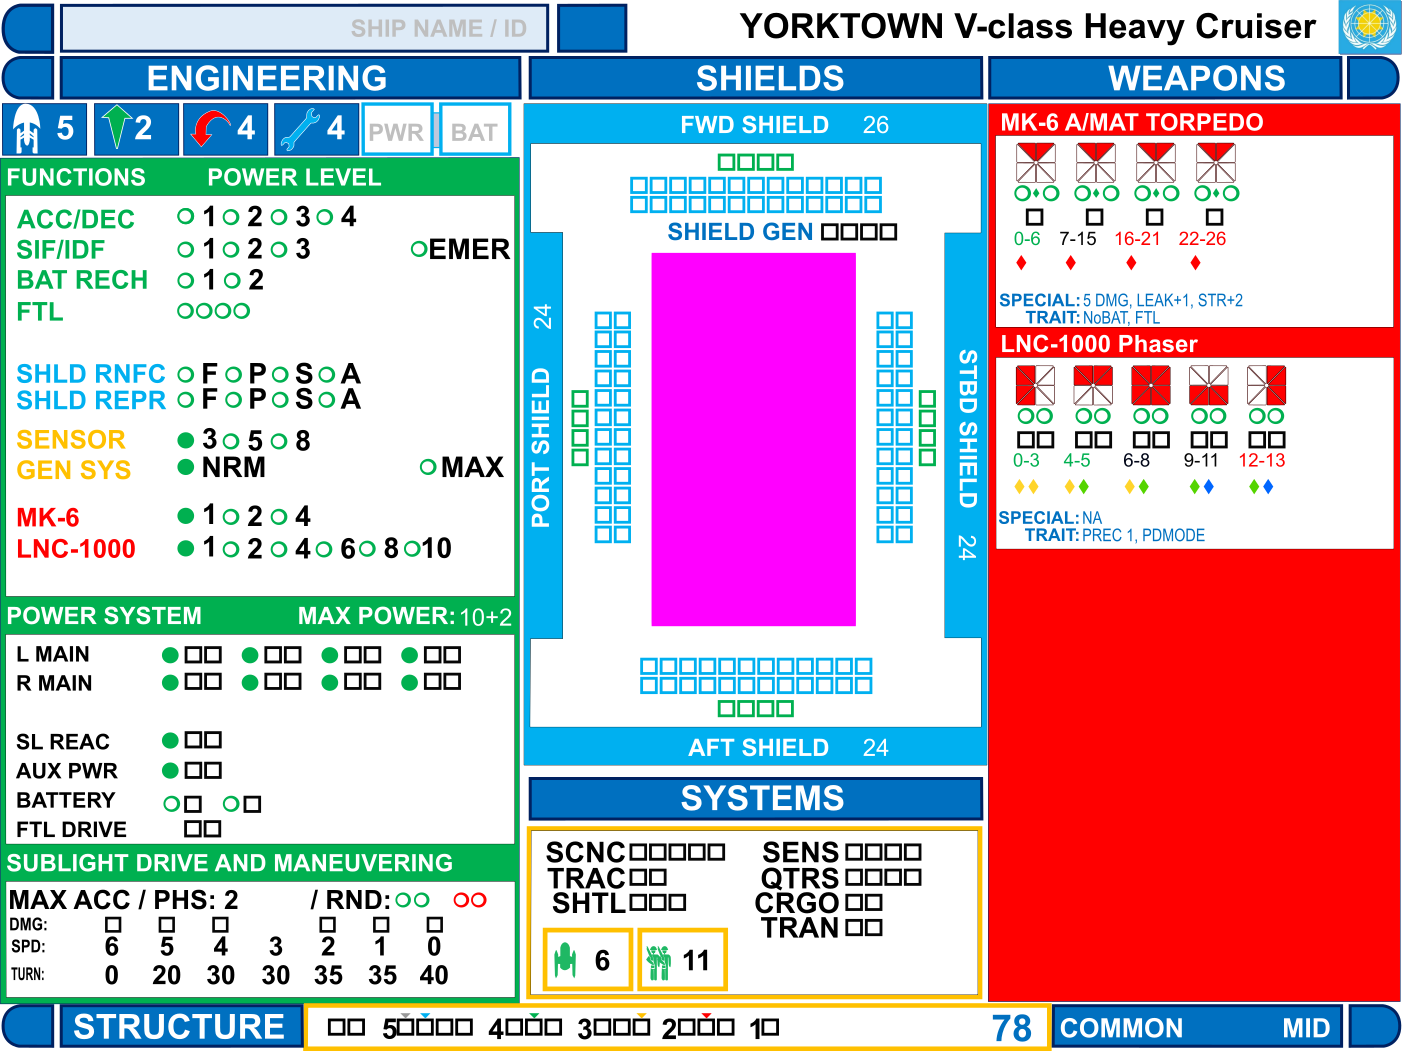 SHIP NAME / ID
YORKTOWN V-class Heavy Cruiser
ENGINEERING
5 2 4 4 PWR BAT
FUNCTIONS POWER LEVEL
ACC/DEC 1 2 3 4
SIF/IDF 1 2 3 EMER
BAT RECH 1 2
FTL
SHLD RNFC F P S A
SHLD REPR F P S A
SENSOR 3 5 8
GEN SYS NRM MAX
MK-6 1 2 4
LNC-1000 1 2 4 6 8 10
POWER SYSTEM MAX POWER: 10+2
L MAIN
R MAIN
SL REAC
AUX PWR
BATTERY
FTL DRIVE
SUBLIGHT DRIVE AND MANEUVERING
MAX ACC / PHS: 2 / RND:
DMG:
SPD: 6 5 4 3 2 1 0
TURN: 0 20 30 30 35 35 40
SHIELDS
FWD SHIELD 26
SHIELD GEN
PORT SHIELD 24
STBD SHIELD 24
AFT SHIELD 24
SYSTEMS
SCNC SENS
TRAC QTRS
SHTL CRGO
TRAN
6 11
WEAPONS
MK-6 A/MAT TORPEDO
0-6 7-15 16-21 22-26
SPECIAL: 5 DMG, LEAK+1, STR+2
TRAIT: NoBAT, FTL
LNC-1000 Phaser
0-3 4-5 6-8 9-11 12-13
SPECIAL: NA
TRAIT: PREC 1, PDMODE
STRUCTURE 5 4 3 2 1 78 COMMON MID